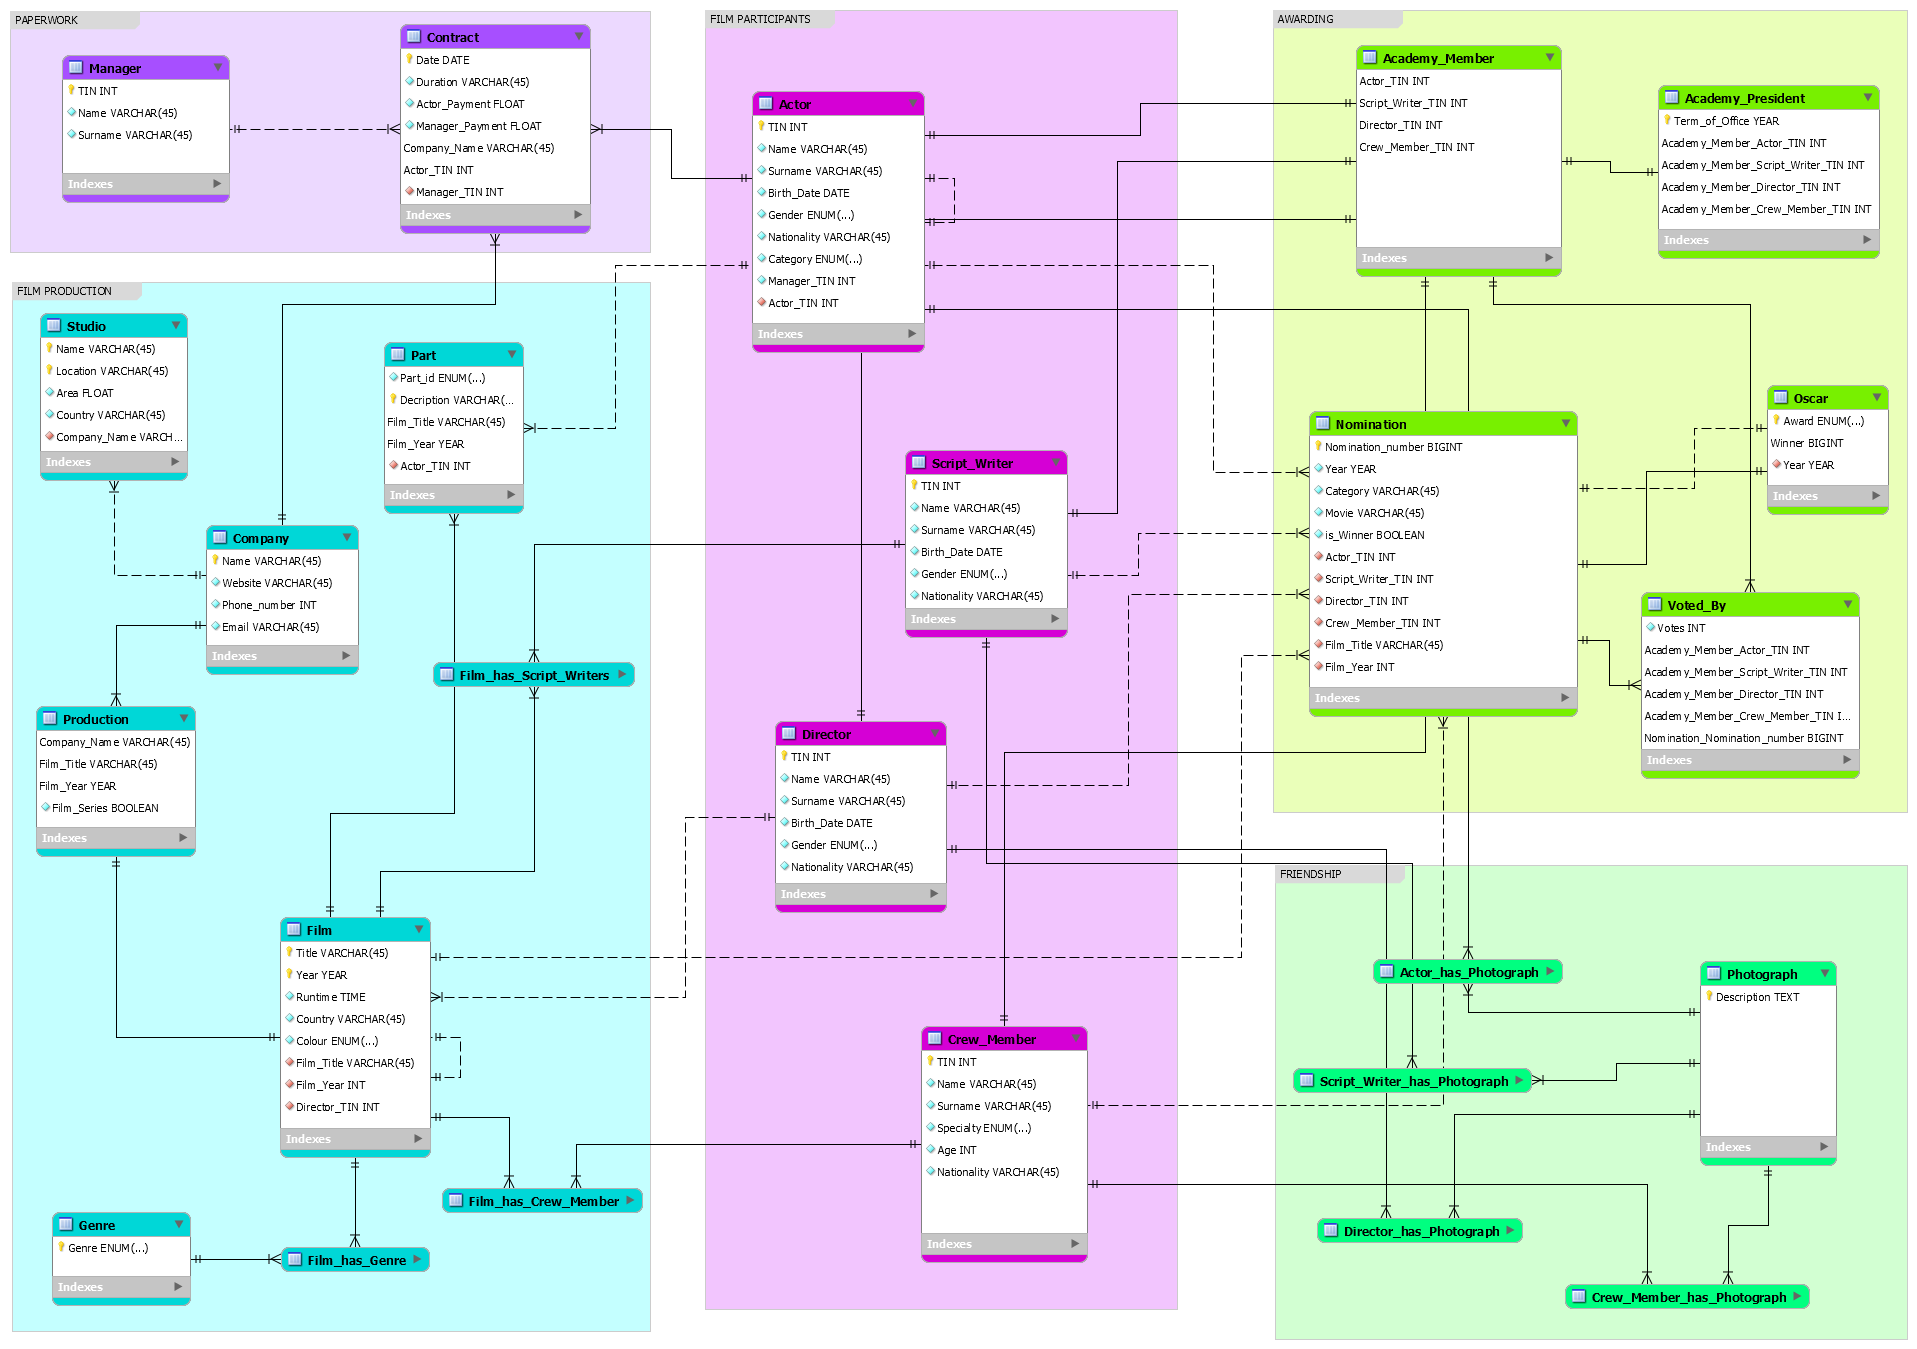 PAPERWORK
Manager
TIN INT
Name VARCHAR(45)
Surname VARCHAR(45)
Indexes
Contract
Date DATE
Duration VARCHAR(45)
Actor_Payment FLOAT
Manager_Payment FLOAT
Company_Name VARCHAR(45)
Actor_TIN INT
Manager_TIN INT
Indexes
FILM PRODUCTION
Studio
Name VARCHAR(45)
Location VARCHAR(45)
Area FLOAT
Country VARCHAR(45)
Company_Name VARCH...
Indexes
Part
Part_id ENUM(...)
Decription VARCHAR(...
Film_Title VARCHAR(45)
Film_Year YEAR
Actor_TIN INT
Indexes
Company
Name VARCHAR(45)
Website VARCHAR(45)
Phone_number INT
Email VARCHAR(45)
Indexes
Film_has_Script_Writers
Production
Company_Name VARCHAR(45)
Film_Title VARCHAR(45)
Film_Year YEAR
Film_Series BOOLEAN
Indexes
Film
Title VARCHAR(45)
Year YEAR
Runtime TIME
Country VARCHAR(45)
Colour ENUM(...)
Film_Title VARCHAR(45)
Film_Year INT
Director_TIN INT
Indexes
Film_has_Crew_Member
Genre
Genre ENUM(...)
Indexes
Film_has_Genre
FILM PARTICIPANTS
Actor
TIN INT
Name VARCHAR(45)
Surname VARCHAR(45)
Birth_Date DATE
Gender ENUM(...)
Nationality VARCHAR(45)
Category ENUM(...)
Manager_TIN INT
Actor_TIN INT
Indexes
Script_Writer
TIN INT
Name VARCHAR(45)
Surname VARCHAR(45)
Birth_Date DATE
Gender ENUM(...)
Nationality VARCHAR(45)
Indexes
Director
TIN INT
Name VARCHAR(45)
Surname VARCHAR(45)
Birth_Date DATE
Gender ENUM(...)
Nationality VARCHAR(45)
Indexes
Crew_Member
TIN INT
Name VARCHAR(45)
Surname VARCHAR(45)
Specialty ENUM(...)
Age INT
Nationality VARCHAR(45)
Indexes
AWARDING
Academy_Member
Actor_TIN INT
Script_Writer_TIN INT
Director_TIN INT
Crew_Member_TIN INT
Indexes
Academy_President
Term_of_Office YEAR
Academy_Member_Actor_TIN INT
Academy_Member_Script_Writer_TIN INT
Academy_Member_Director_TIN INT
Academy_Member_Crew_Member_TIN INT
Indexes
Nomination
Nomination_number BIGINT
Year YEAR
Category VARCHAR(45)
Movie VARCHAR(45)
is_Winner BOOLEAN
Actor_TIN INT
Script_Writer_TIN INT
Director_TIN INT
Crew_Member_TIN INT
Film_Title VARCHAR(45)
Film_Year INT
Indexes
Oscar
Award ENUM(...)
Winner BIGINT
Year YEAR
Indexes
Voted_By
Votes INT
Academy_Member_Actor_TIN INT
Academy_Member_Script_Writer_TIN INT
Academy_Member_Director_TIN INT
Academy_Member_Crew_Member_TIN I...
Nomination_Nomination_number BIGINT
Indexes
FRIENDSHIP
Actor_has_Photograph
Photograph
Description TEXT
Indexes
Script_Writer_has_Photograph
Director_has_Photograph
Crew_Member_has_Photograph